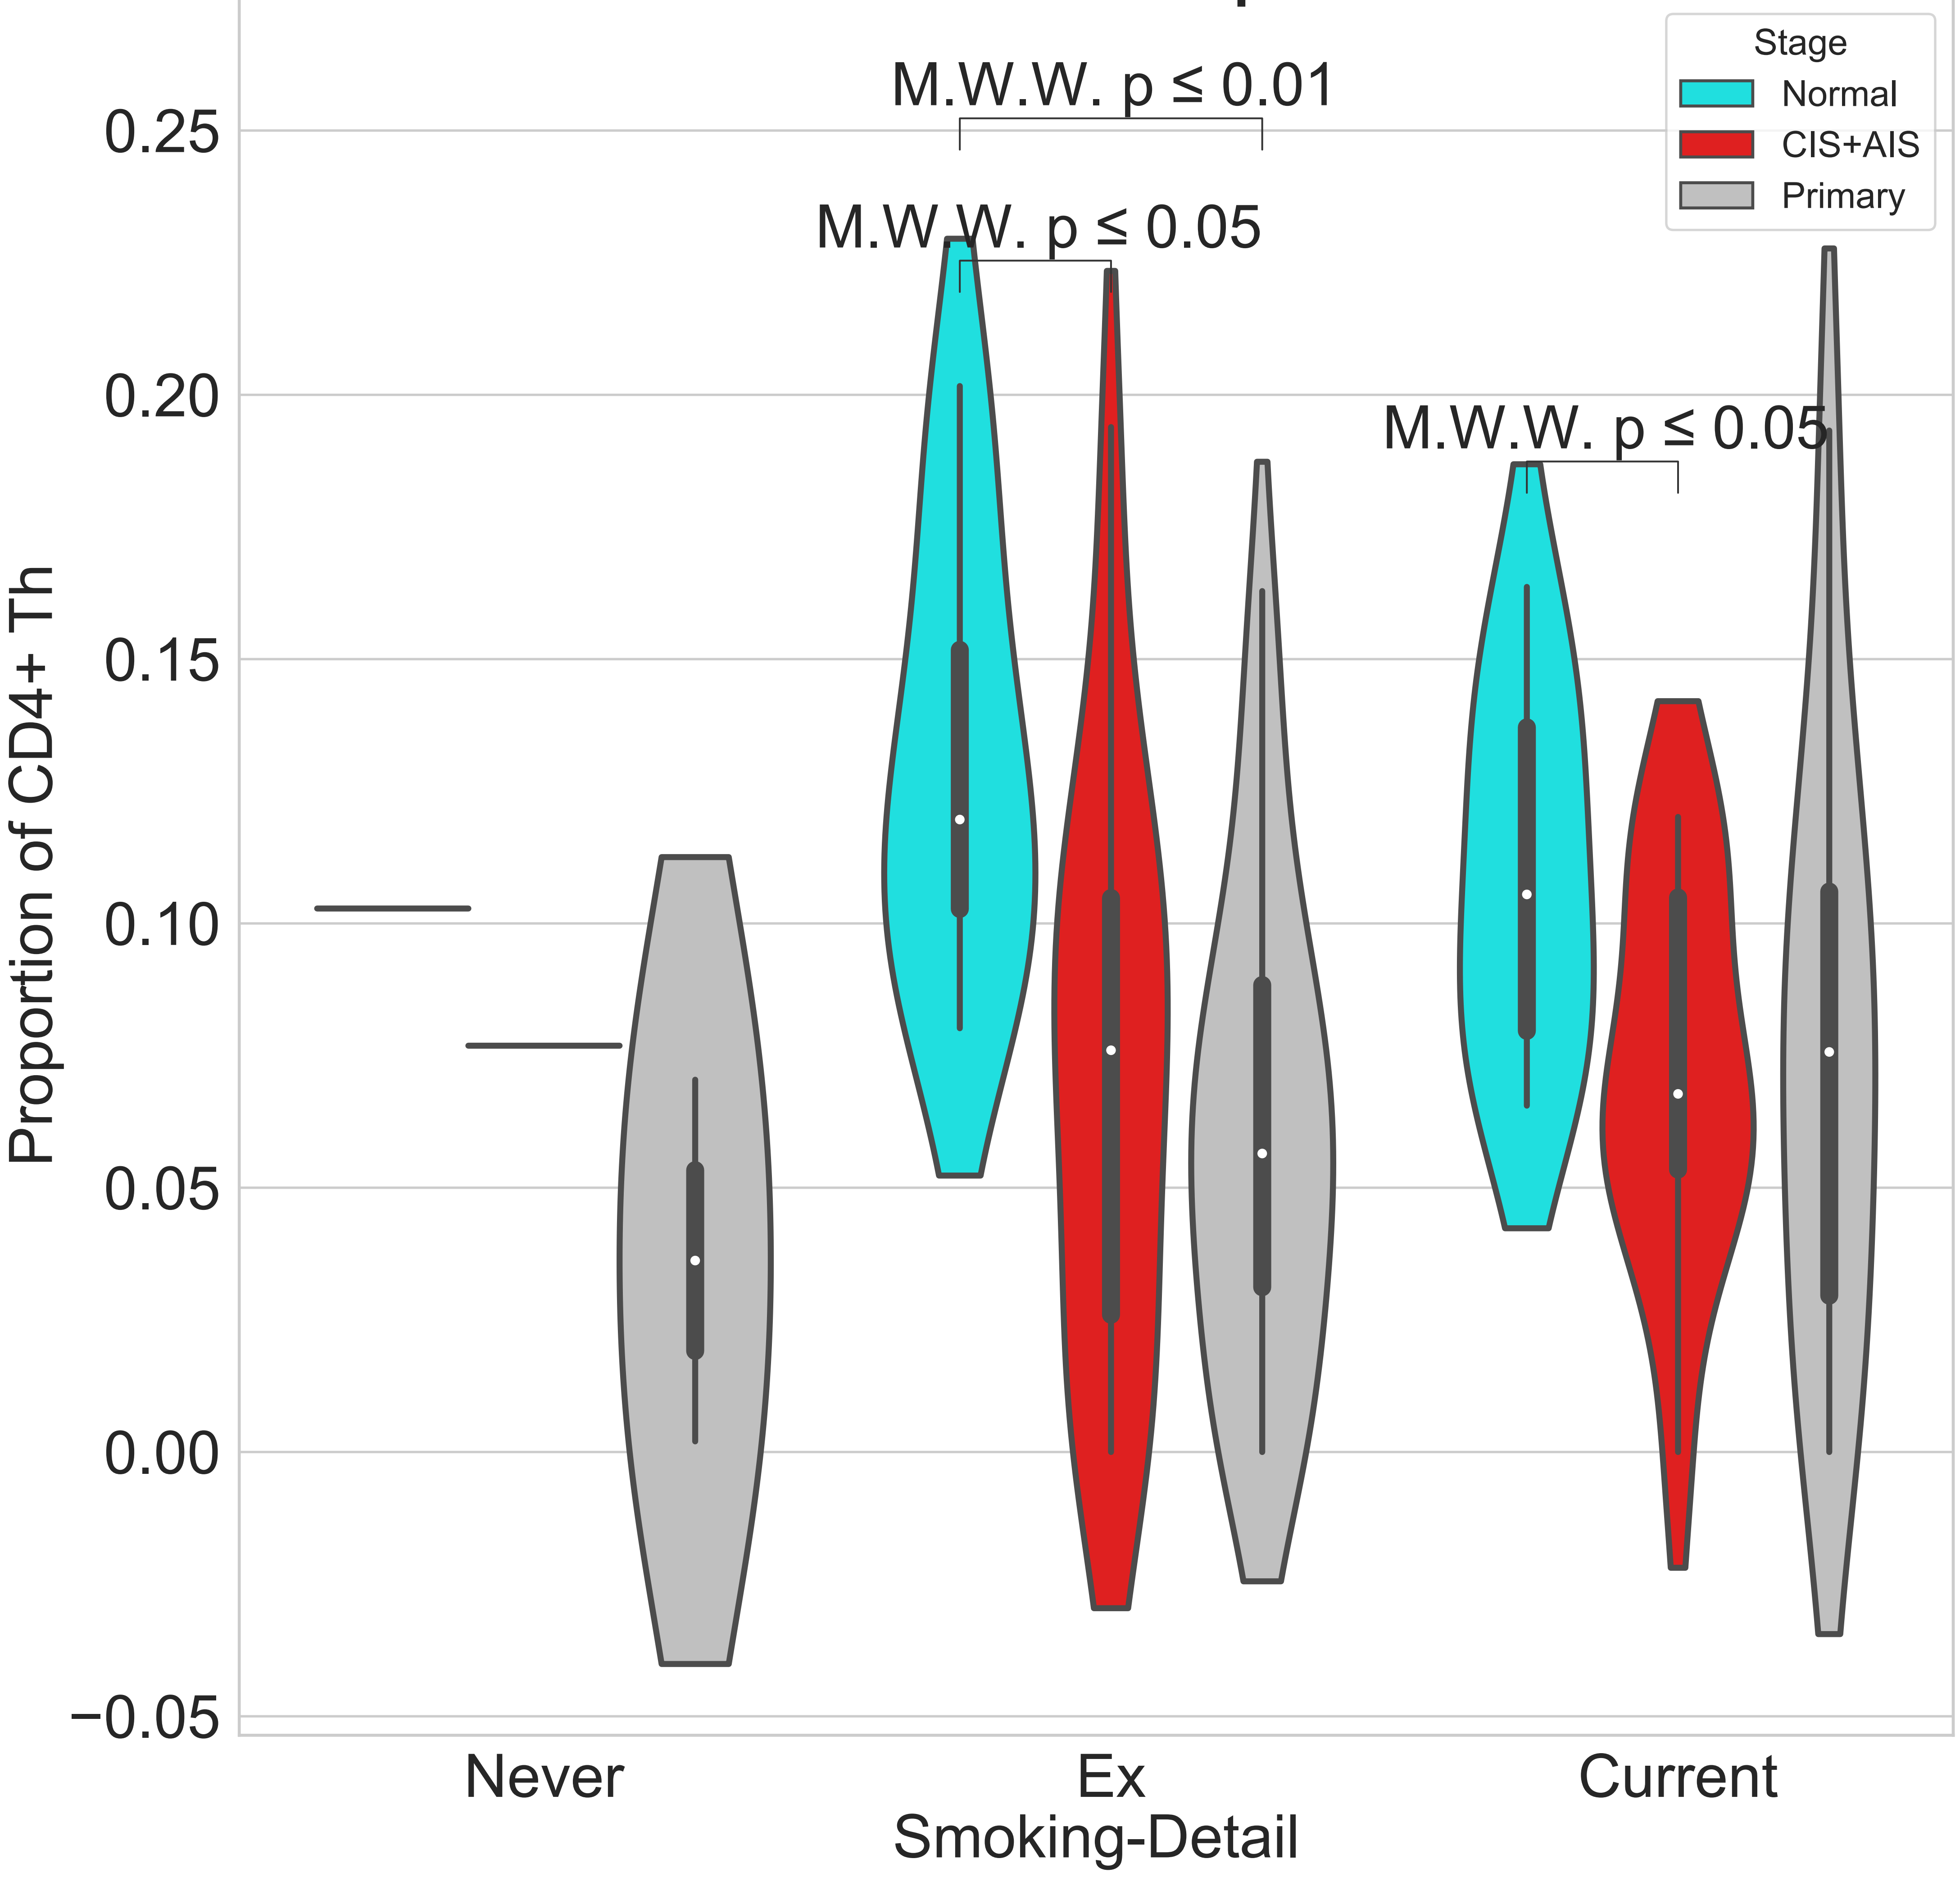 Stage
Normal
CIS+AIS
Primary
M.W.W. p ≤ 0.01
M.W.W. p ≤ 0.05
M.W.W. p ≤ 0.05
0.25
0.20
0.15
0.10
0.05
0.00
−0.05
Proportion of CD4+ Th
Never
Ex
Current
Smoking-Detail